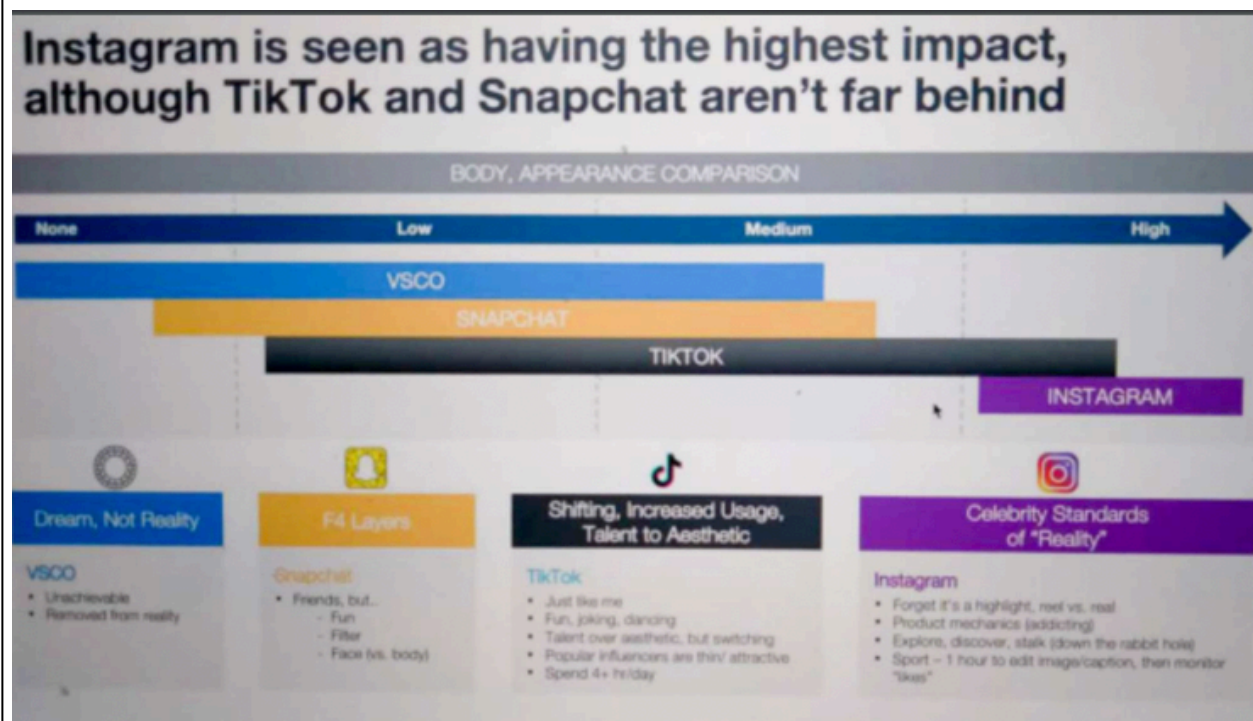 Instagram is seen as having the highest impact,
although TikTok and Snapchat aren't far behind
BODY, APPEARANCE COMPARISON
None Low Medium High
VSCO
SNAPCHAT
TIKTOK
INSTAGRAM
Dream, Not Reality
VSCO
• Unachievable
• Removed from reality
F4 Layers
Snapchat
• Friends, but..
- Fun
- Filter
- Face (vs. body)
Shifting, Increased Usage,
Talent to Aesthetic
TikTok
• Just like me
• Fun, joking, dancing
• Talent over aesthetic, but switching
• Popular influencers are thin/ attractive
• Spend 4+ hr/day
Celebrity Standards
of "Reality"
Instagram
• Forget it's a highlight, reel vs. real
• Product mechanics (addicting)
• Explore, discover, stalk (down the rabbit hole)
• Sport – 1 hour to edit image/caption, then monitor
"likes"